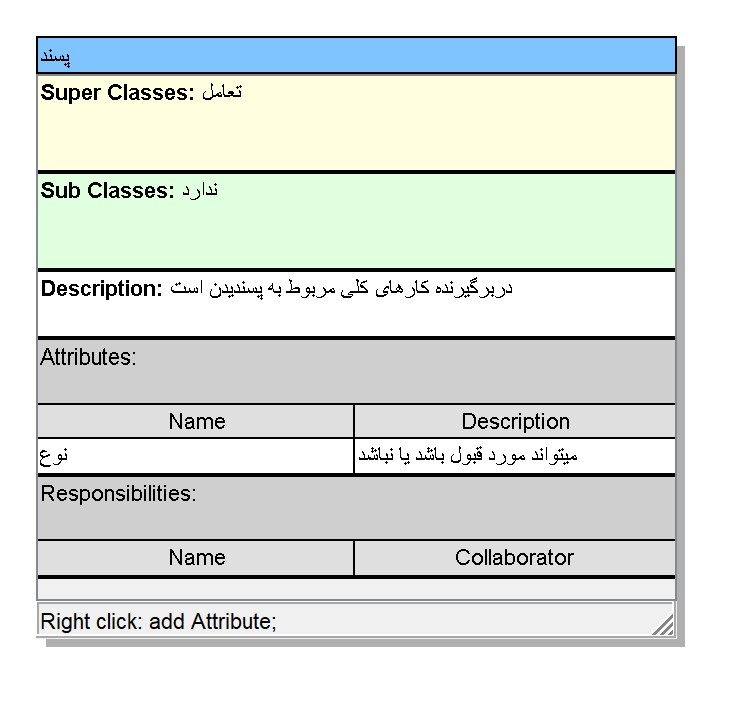 پسند
Super Classes: تعامل
Sub Classes: ندارد
Description: دربرگیرنده کارهای کلی مربوط به پسندیدن است
Attributes:
Name Description
نوع میتواند مورد قبول باشد یا نباشد
Responsibilities:
Name Collaborator
Right click: add Attribute;